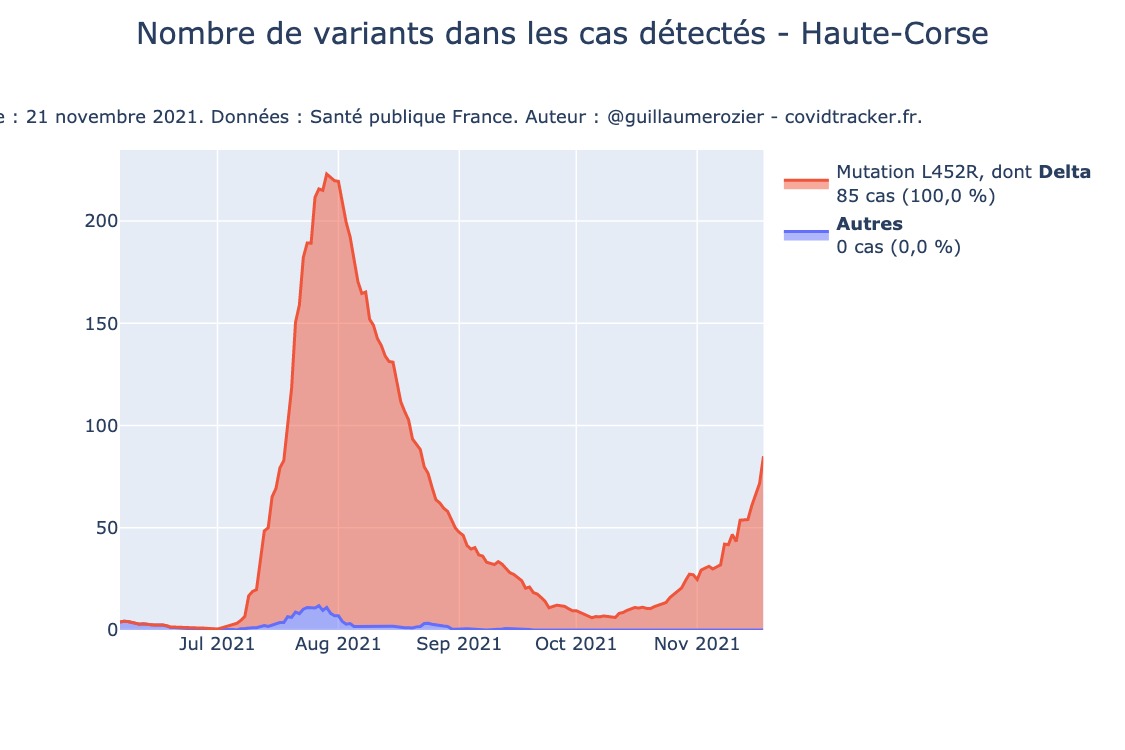 Nombre de variants dans les cas détectés - Haute-Corse
: 21 novembre 2021. Données : Santé publique France. Auteur : @guillaumerozier - covidtracker.fr.
Mutation L452R, dont Delta
85 cas (100,0 %)
Autres
0 cas (0,0 %)
200
150
100
50
0
Jul 2021 Aug 2021 Sep 2021 Oct 2021 Nov 2021